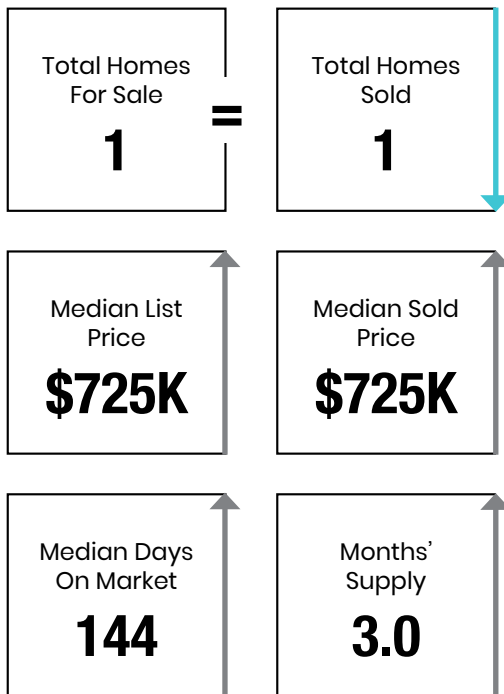 Total Homes
For Sale
1
=
Total Homes
Sold
1
Median List
Price
$725K
Median Sold
Price
$725K
Median Days
On Market
144
Months’
Supply
3.0